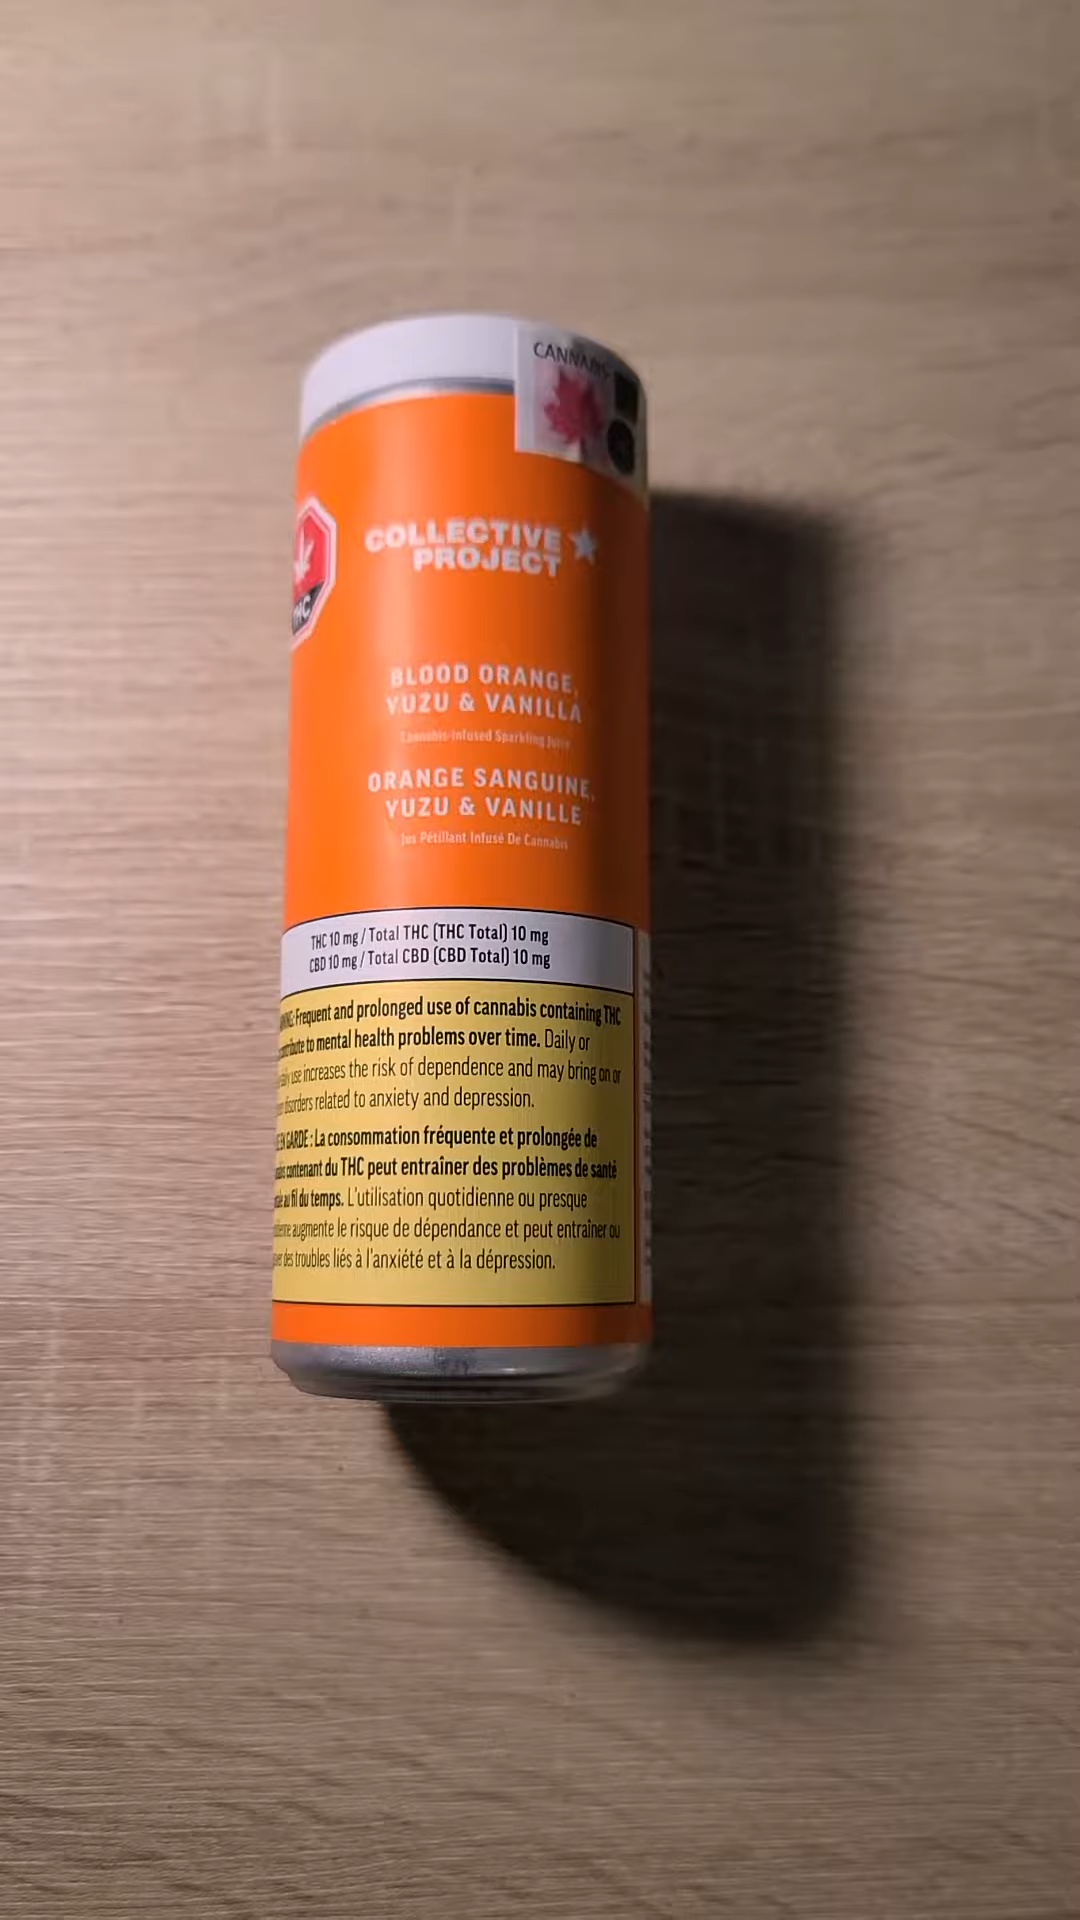 CANNABIS
THC
COLLECTIVE
PROJECT
BLOOD ORANGE,
YUZU & VANILLA
Cannabis-Infused Sparkling Juice
ORANGE SANGUINE,
YUZU & VANILLE
Jus Pétillant Infusé De Cannabis
THC 10 mg / Total THC (THC Total) 10 mg
CBD 10 mg / Total CBD (CBD Total) 10 mg
Frequent and prolonged use of cannabis containing THC
to mental health problems over time. Daily or
use increases the risk of dependence and may bring on or
disorders related to anxiety and depression.
GARDE : La consommation fréquente et prolongée de
contenant du THC peut entraîner des problèmes de santé
au fil du temps. L'utilisation quotidienne ou presque
augmente le risque de dépendance et peut entraîner ou
des troubles liés à l'anxiété et à la dépression.